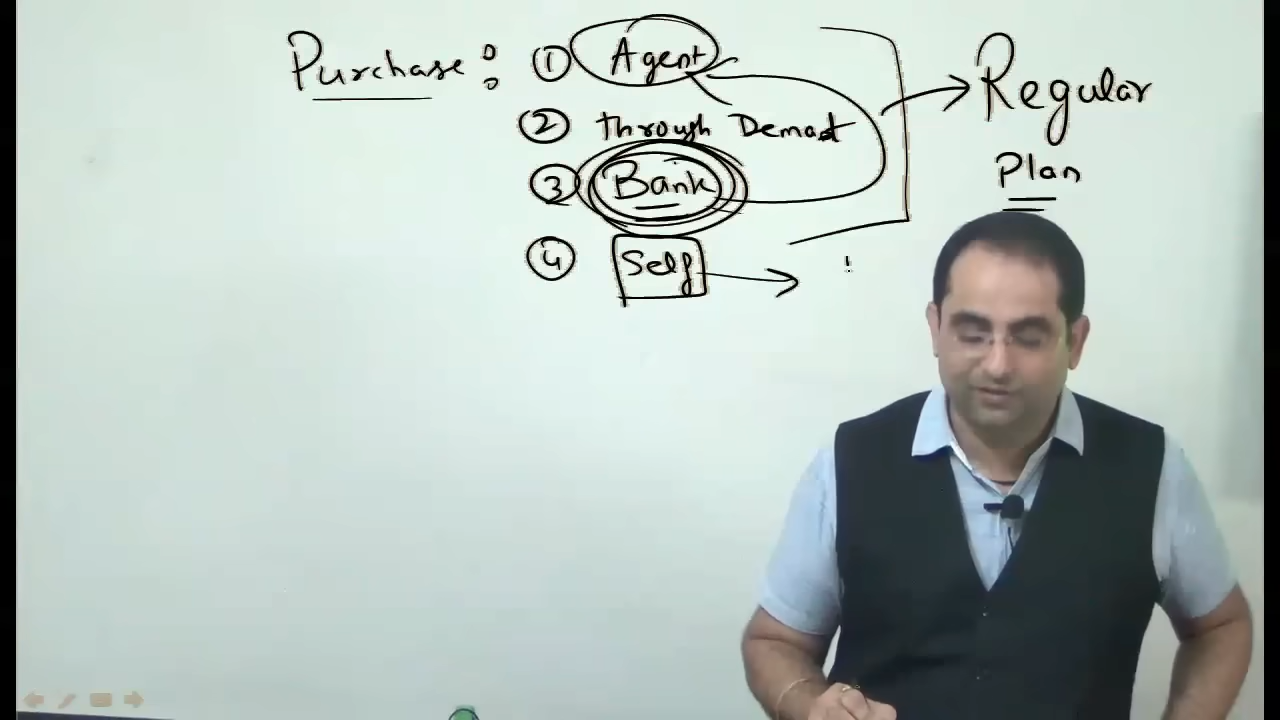 Purchase : ① Agent
② through Demat
③ Bank
④ Self →
→ Regular
Plan